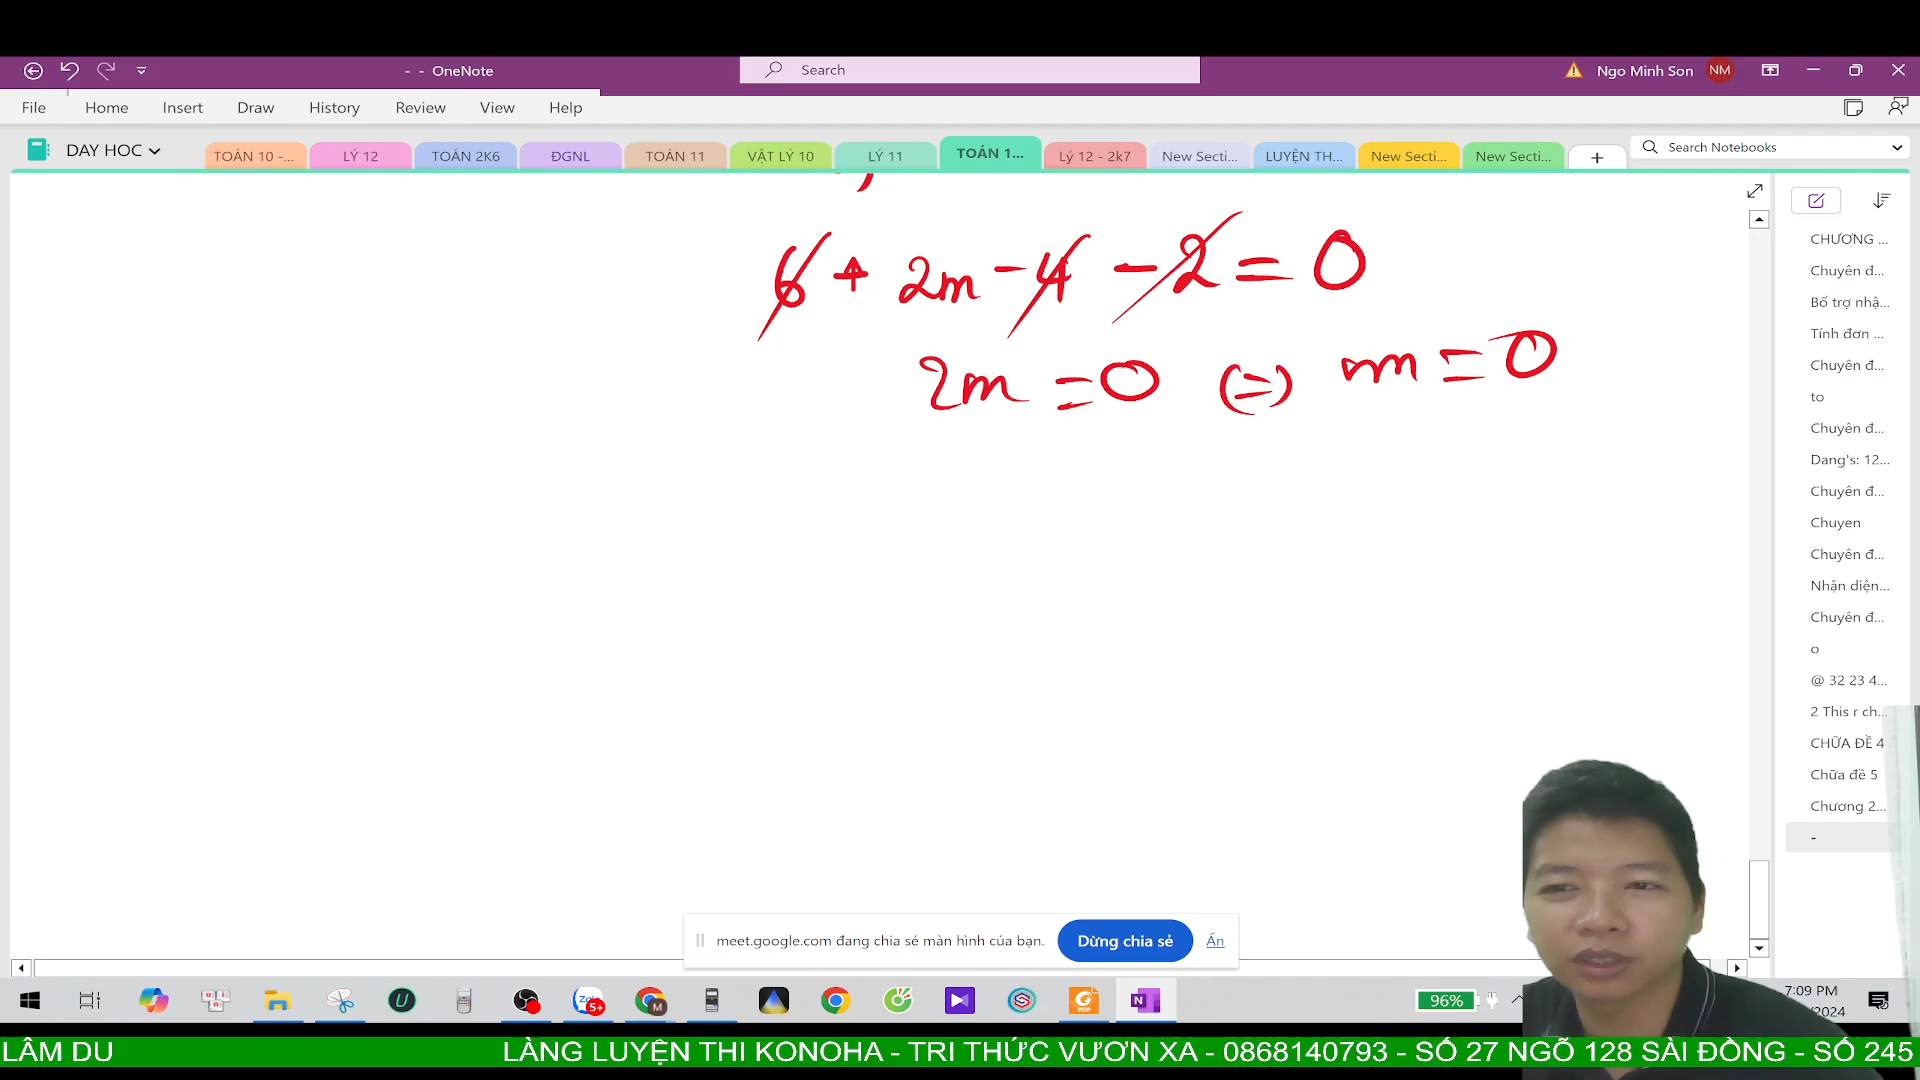 - - OneNote
Search
Ngo Minh Son
NM
File Home Insert Draw History Review View Help
DAY HOC
TOÁN 10 -...
LÝ 12
TOÁN 2K6
ĐGNL
TOÁN 11
VẬT LÝ 10
LÝ 11
TOÁN 1...
Lý 12 - 2k7
New Secti...
LUYỆN TH...
New Secti...
New Secti...
+
Search Notebooks
6 + 2m - 4 - 2 = 0
2m = 0 (=) m = 0
CHƯƠNG ...
Chuyên đ...
Bổ trợ nhậ...
Tính đơn ...
Chuyên đ...
to
Chuyên đ...
Dang's: 12...
Chuyên đ...
Chuyen
Chuyên đ...
Nhận diện...
Chuyên đ...
o
@ 32 23 4...
2 This r ch...
CHỮA ĐỀ 4
Chữa đề 5
Chương 2...
-
meet.google.com đang chia sẻ màn hình của bạn.
Dừng chia sẻ
Ẩn
96%
7:09 PM
/2024
LÂM DU
LÀNG LUYỆN THI KONOHA - TRI THỨC VƯƠN XA - 0868140793 - SỐ 27 NGÕ 128 SÀI ĐỒNG - SỐ 245